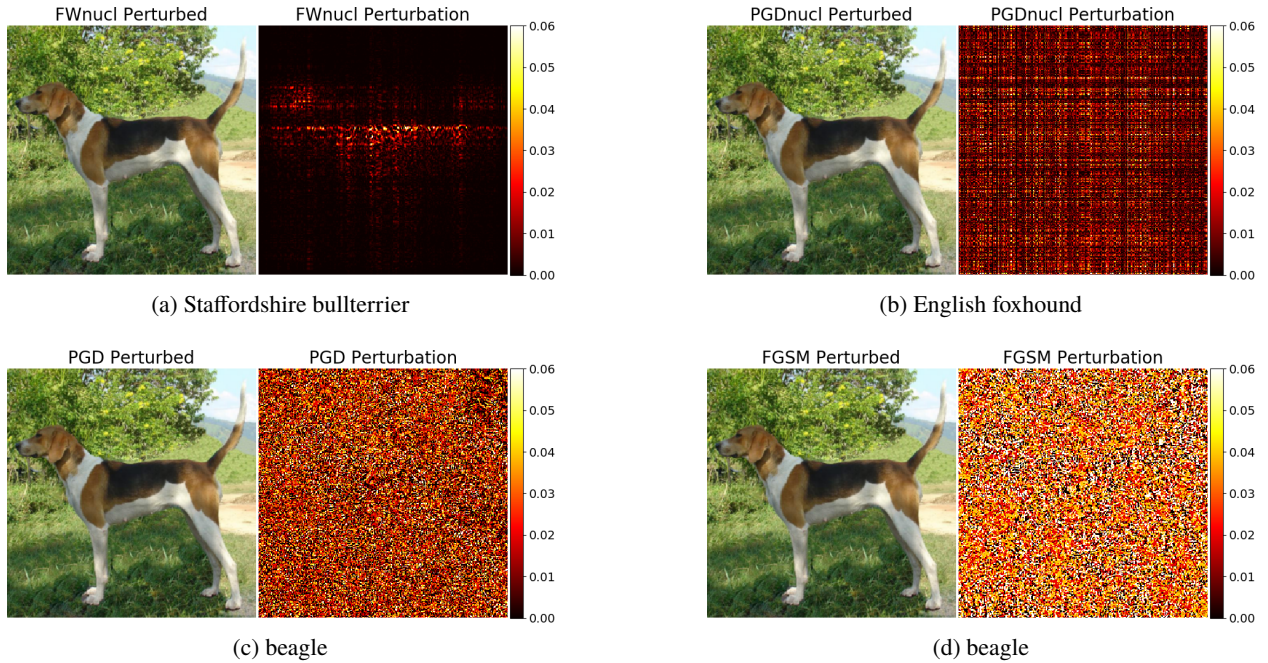 FWnucl Perturbed
FWnucl Perturbation
0.06
0.05
0.04
0.03
0.02
0.01
0.00
(a) Staffordshire bullterrier
PGDnucl Perturbed
PGDnucl Perturbation
0.06
0.05
0.04
0.03
0.02
0.01
0.00
(b) English foxhound
PGD Perturbed
PGD Perturbation
0.06
0.05
0.04
0.03
0.02
0.01
0.00
(c) beagle
FGSM Perturbed
FGSM Perturbation
0.06
0.05
0.04
0.03
0.02
0.01
0.00
(d) beagle